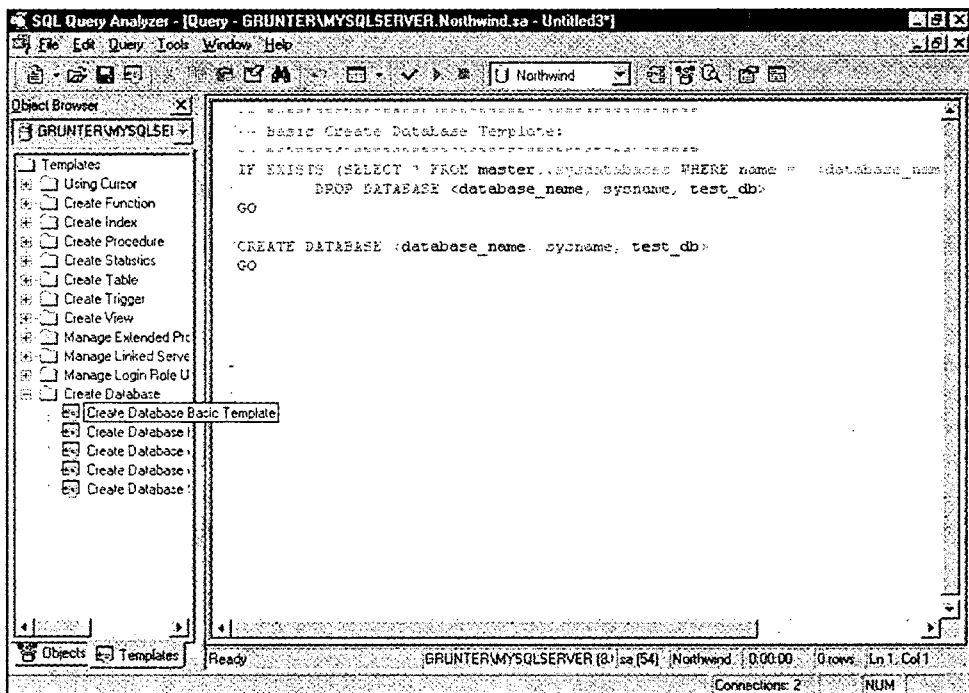 SQL Query Analyzer - [Query - GRUNTER\MYSQLSERVER.Northwind.sa - Untitled3*]
File Edit Query Tools Window Help
Northwind
Object Browser
GRUNTER\MYSQLSEI
Templates
Using Cursor
Create Function
Create Index
Create Procedure
Create Statistics
Create Table
Create Trigger
Create View
Manage Extended Prc
Manage Linked Serve
Manage Login Role U
Create Database
Create Database Basic Template
Create Database
Create Database
Create Database
Create Database
Objects Templates
-- Basic Create Database Template:
IF EXISTS (SELECT * FROM master..sysdatabases WHERE name = <database_nam
DROP DATABASE <database_name, sysname, test_db>
GO
CREATE DATABASE <database_name, sysname, test_db>
GO
Ready GRUNTER\MYSQLSERVER (8. sa (54) Northwind 0:00:00 0 rows Ln 1, Col 1
Connections: 2 NUM